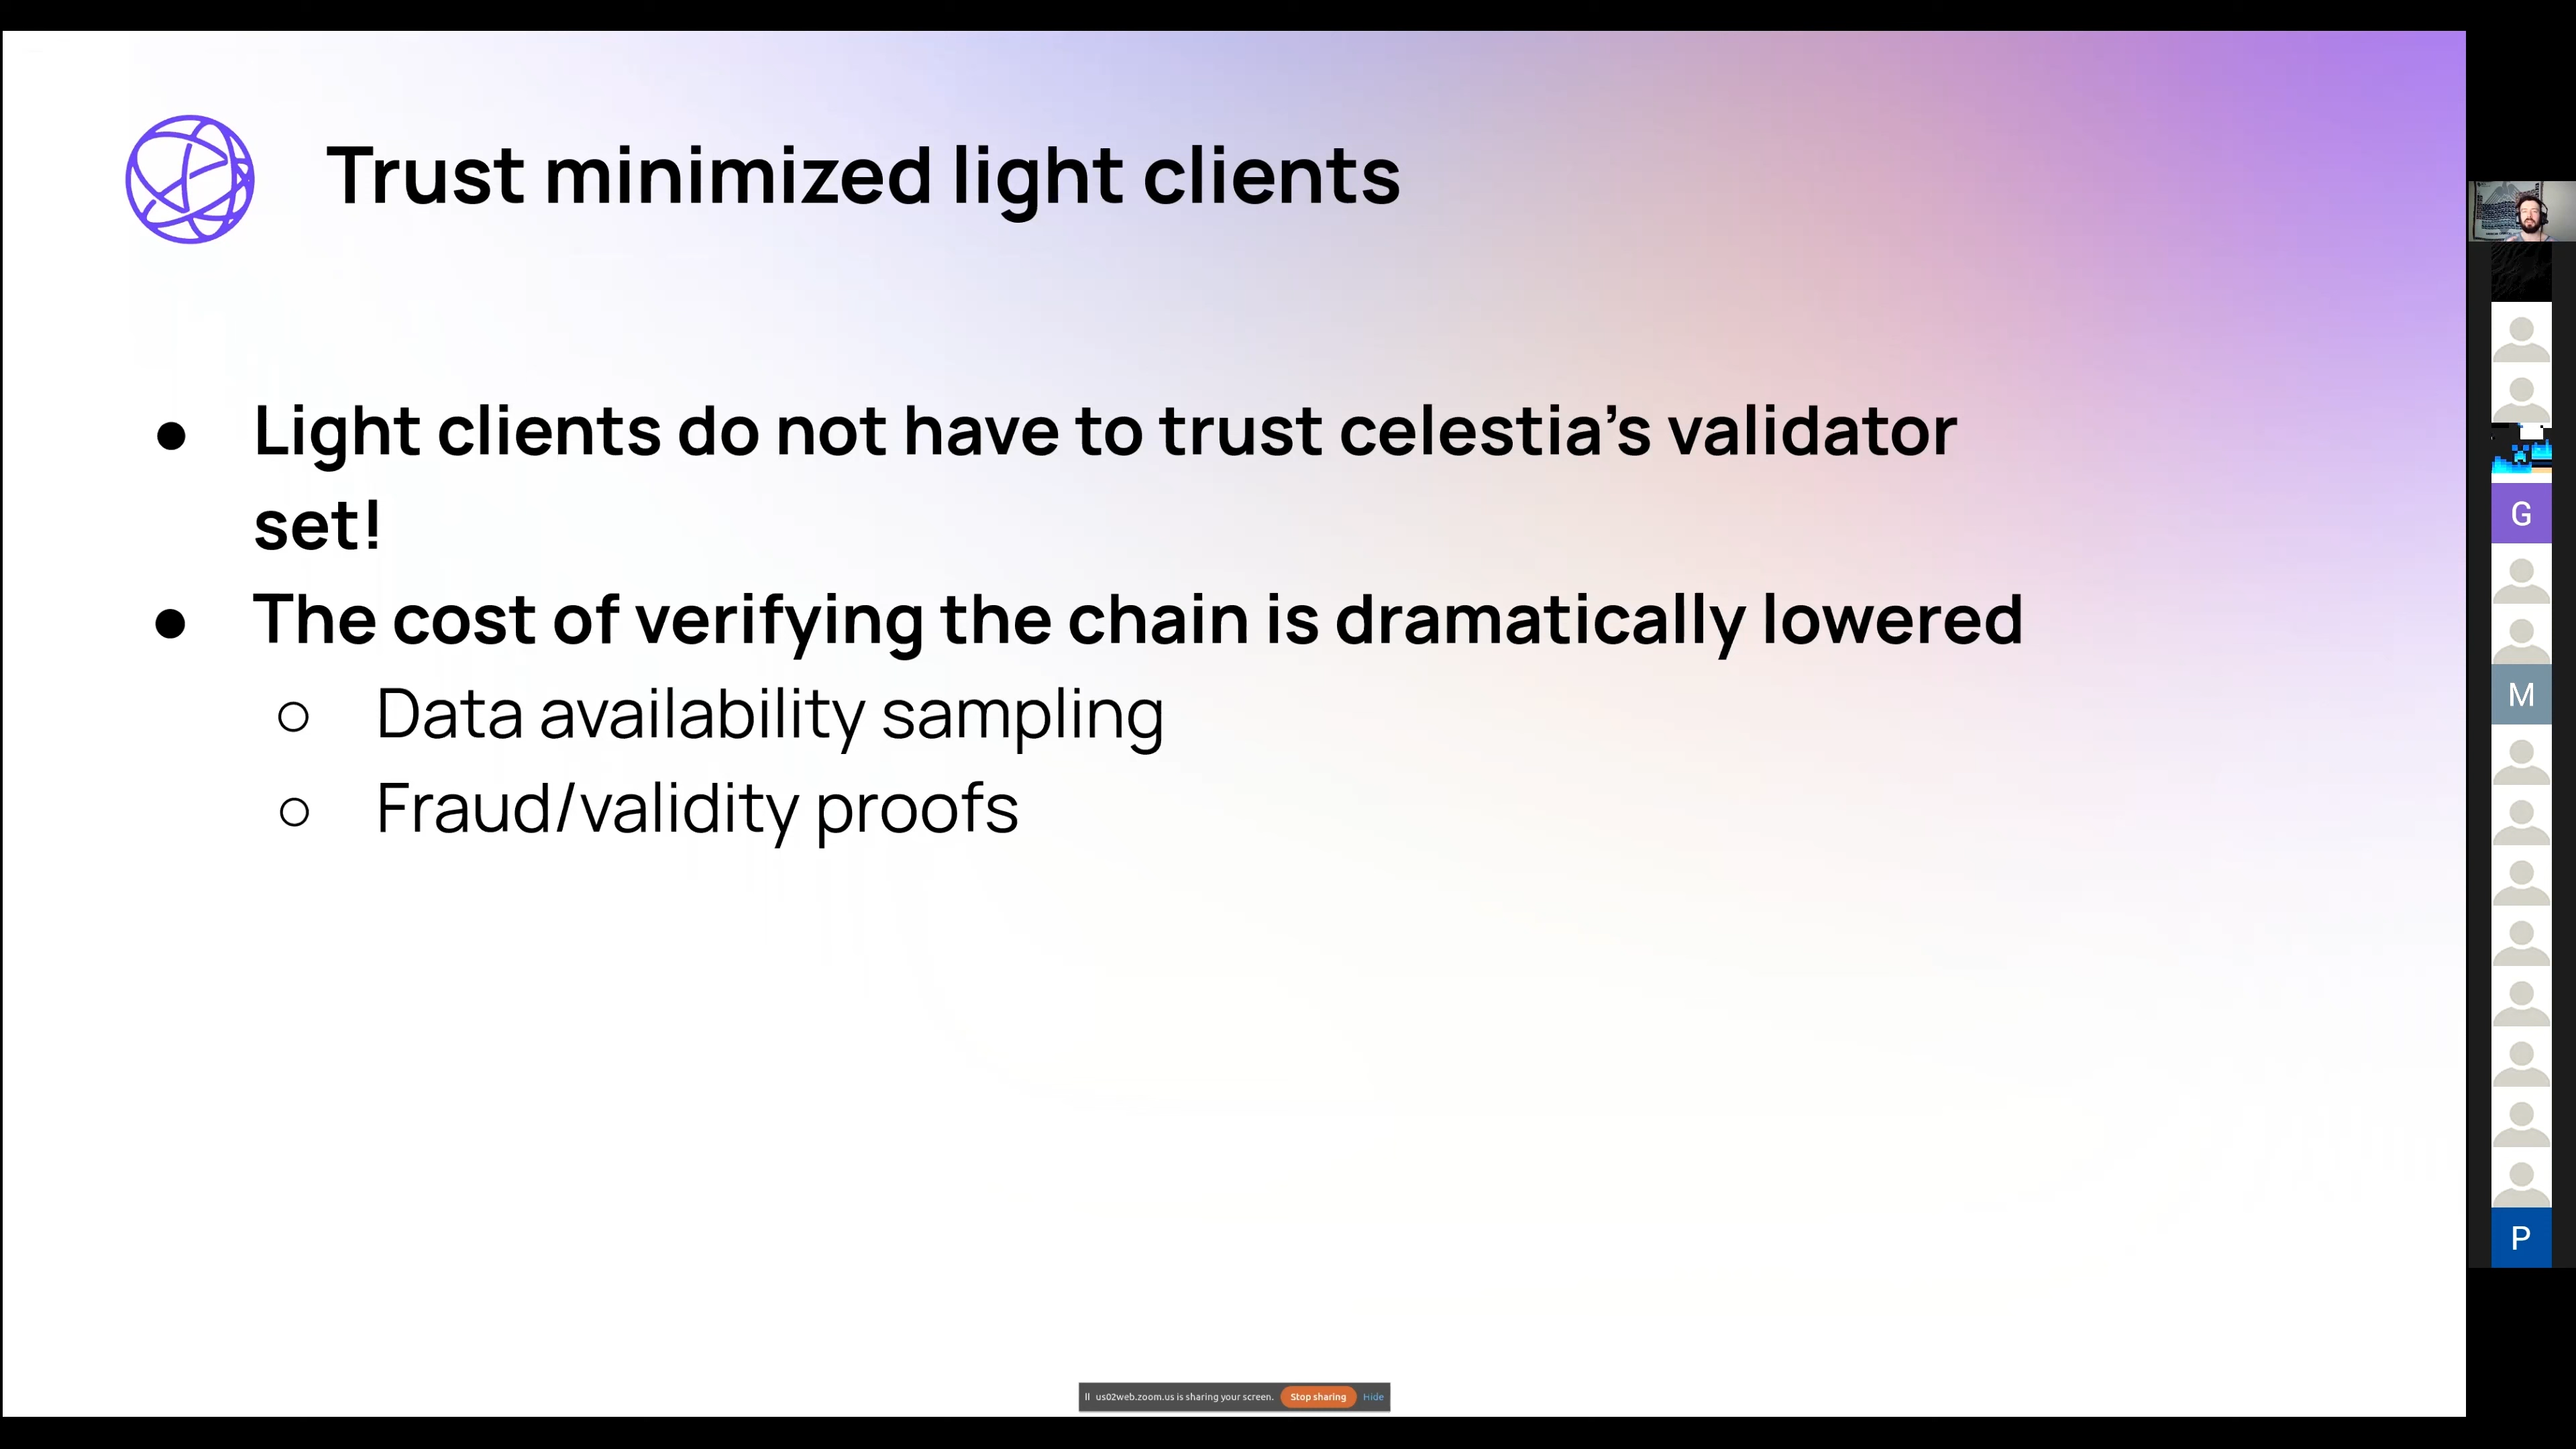 Trust minimized light clients
● Light clients do not have to trust celestia’s validator
set!
● The cost of verifying the chain is dramatically lowered
○ Data availability sampling
○ Fraud/validity proofs
G
M
P
us02web.zoom.us is sharing your screen. Stop sharing Hide